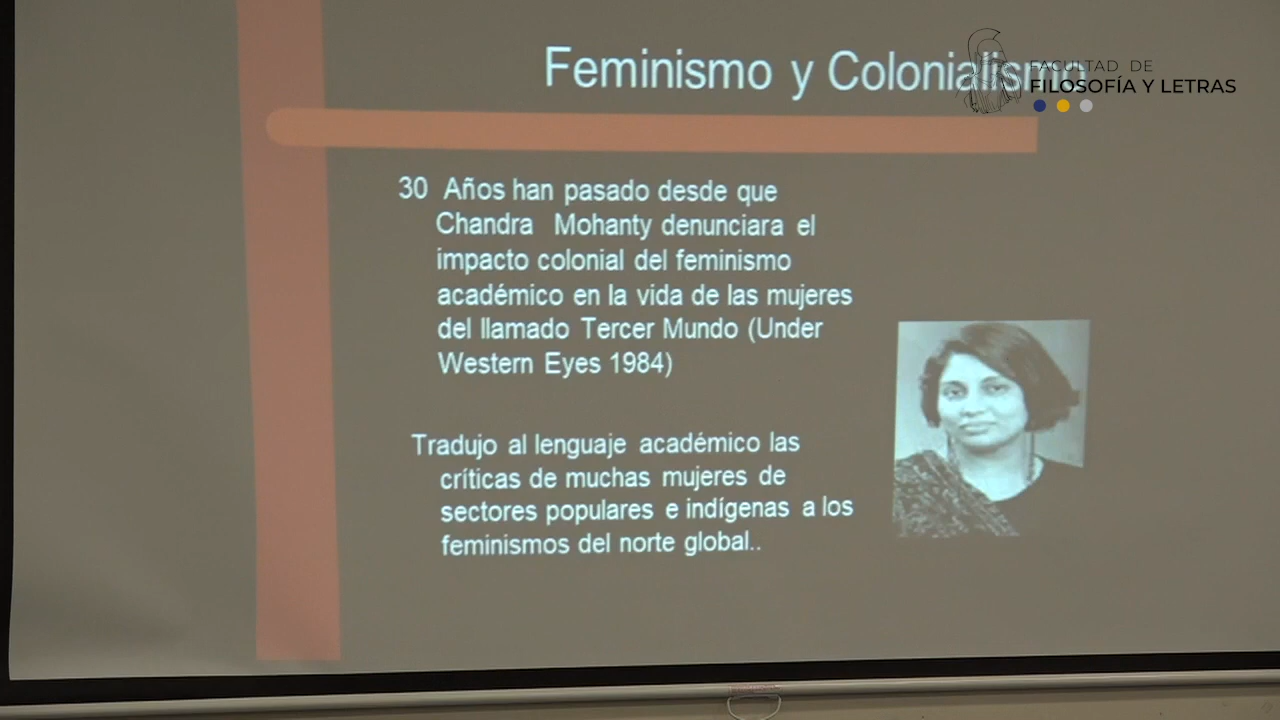 Feminismo y Colonialismo
FACULTAD DE
FILOSOFÍA Y LETRAS
30 Años han pasado desde que
Chandra Mohanty denunciara el
impacto colonial del feminismo
académico en la vida de las mujeres
del llamado Tercer Mundo (Under
Western Eyes 1984)
Tradujo al lenguaje académico las
críticas de muchas mujeres de
sectores populares e indígenas a los
feminismos del norte global..